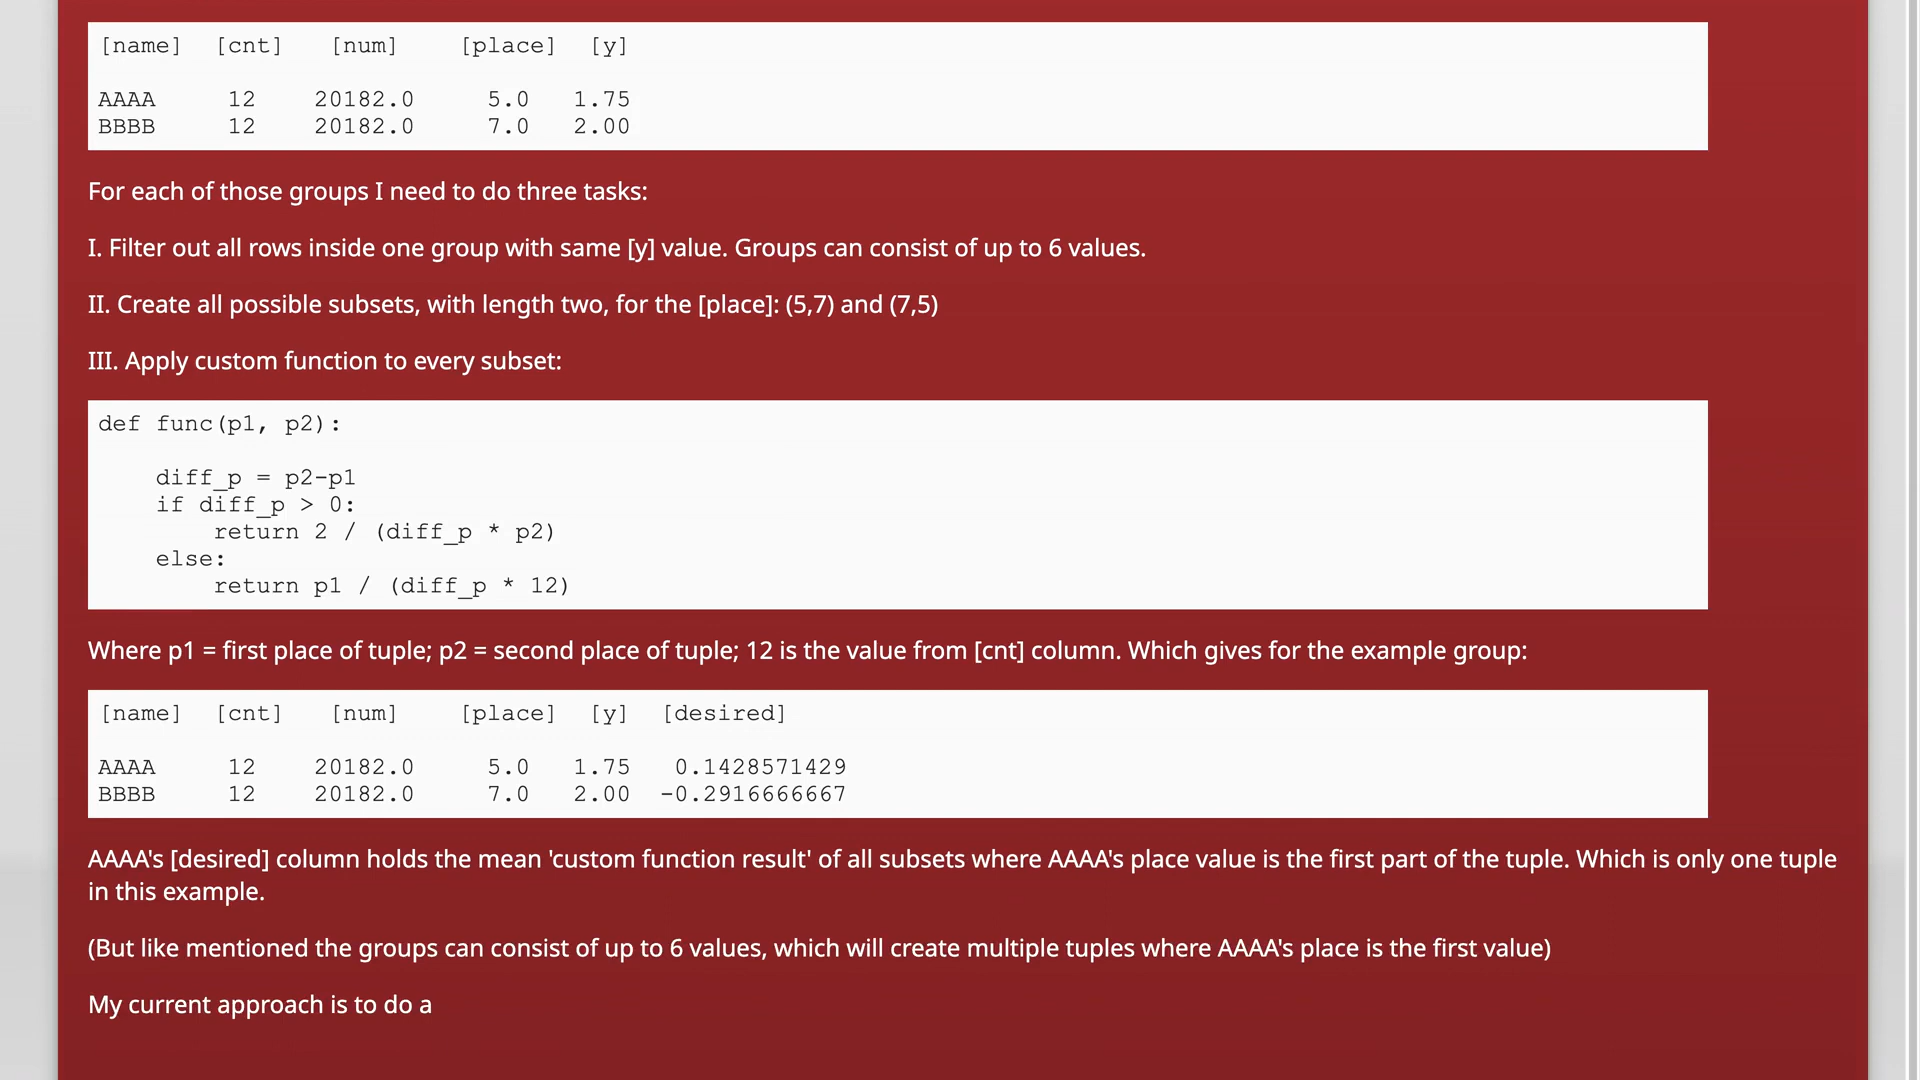 [name] [cnt] [num] [place] [y]
AAAA 12 20182.0 5.0 1.75
BBBB 12 20182.0 7.0 2.00
For each of those groups I need to do three tasks:
I. Filter out all rows inside one group with same [y] value. Groups can consist of up to 6 values.
II. Create all possible subsets, with length two, for the [place]: (5,7) and (7,5)
III. Apply custom function to every subset:
def func(p1, p2):
diff_p = p2-p1
if diff_p > 0:
return 2 / (diff_p * p2)
else:
return p1 / (diff_p * 12)
Where p1 = first place of tuple; p2 = second place of tuple; 12 is the value from [cnt] column. Which gives for the example group:
[name] [cnt] [num] [place] [y] [desired]
AAAA 12 20182.0 5.0 1.75 0.1428571429
BBBB 12 20182.0 7.0 2.00 -0.2916666667
AAAA's [desired] column holds the mean 'custom function result' of all subsets where AAAA's place value is the first part of the tuple. Which is only one tuple
in this example.
(But like mentioned the groups can consist of up to 6 values, which will create multiple tuples where AAAA's place is the first value)
My current approach is to do a